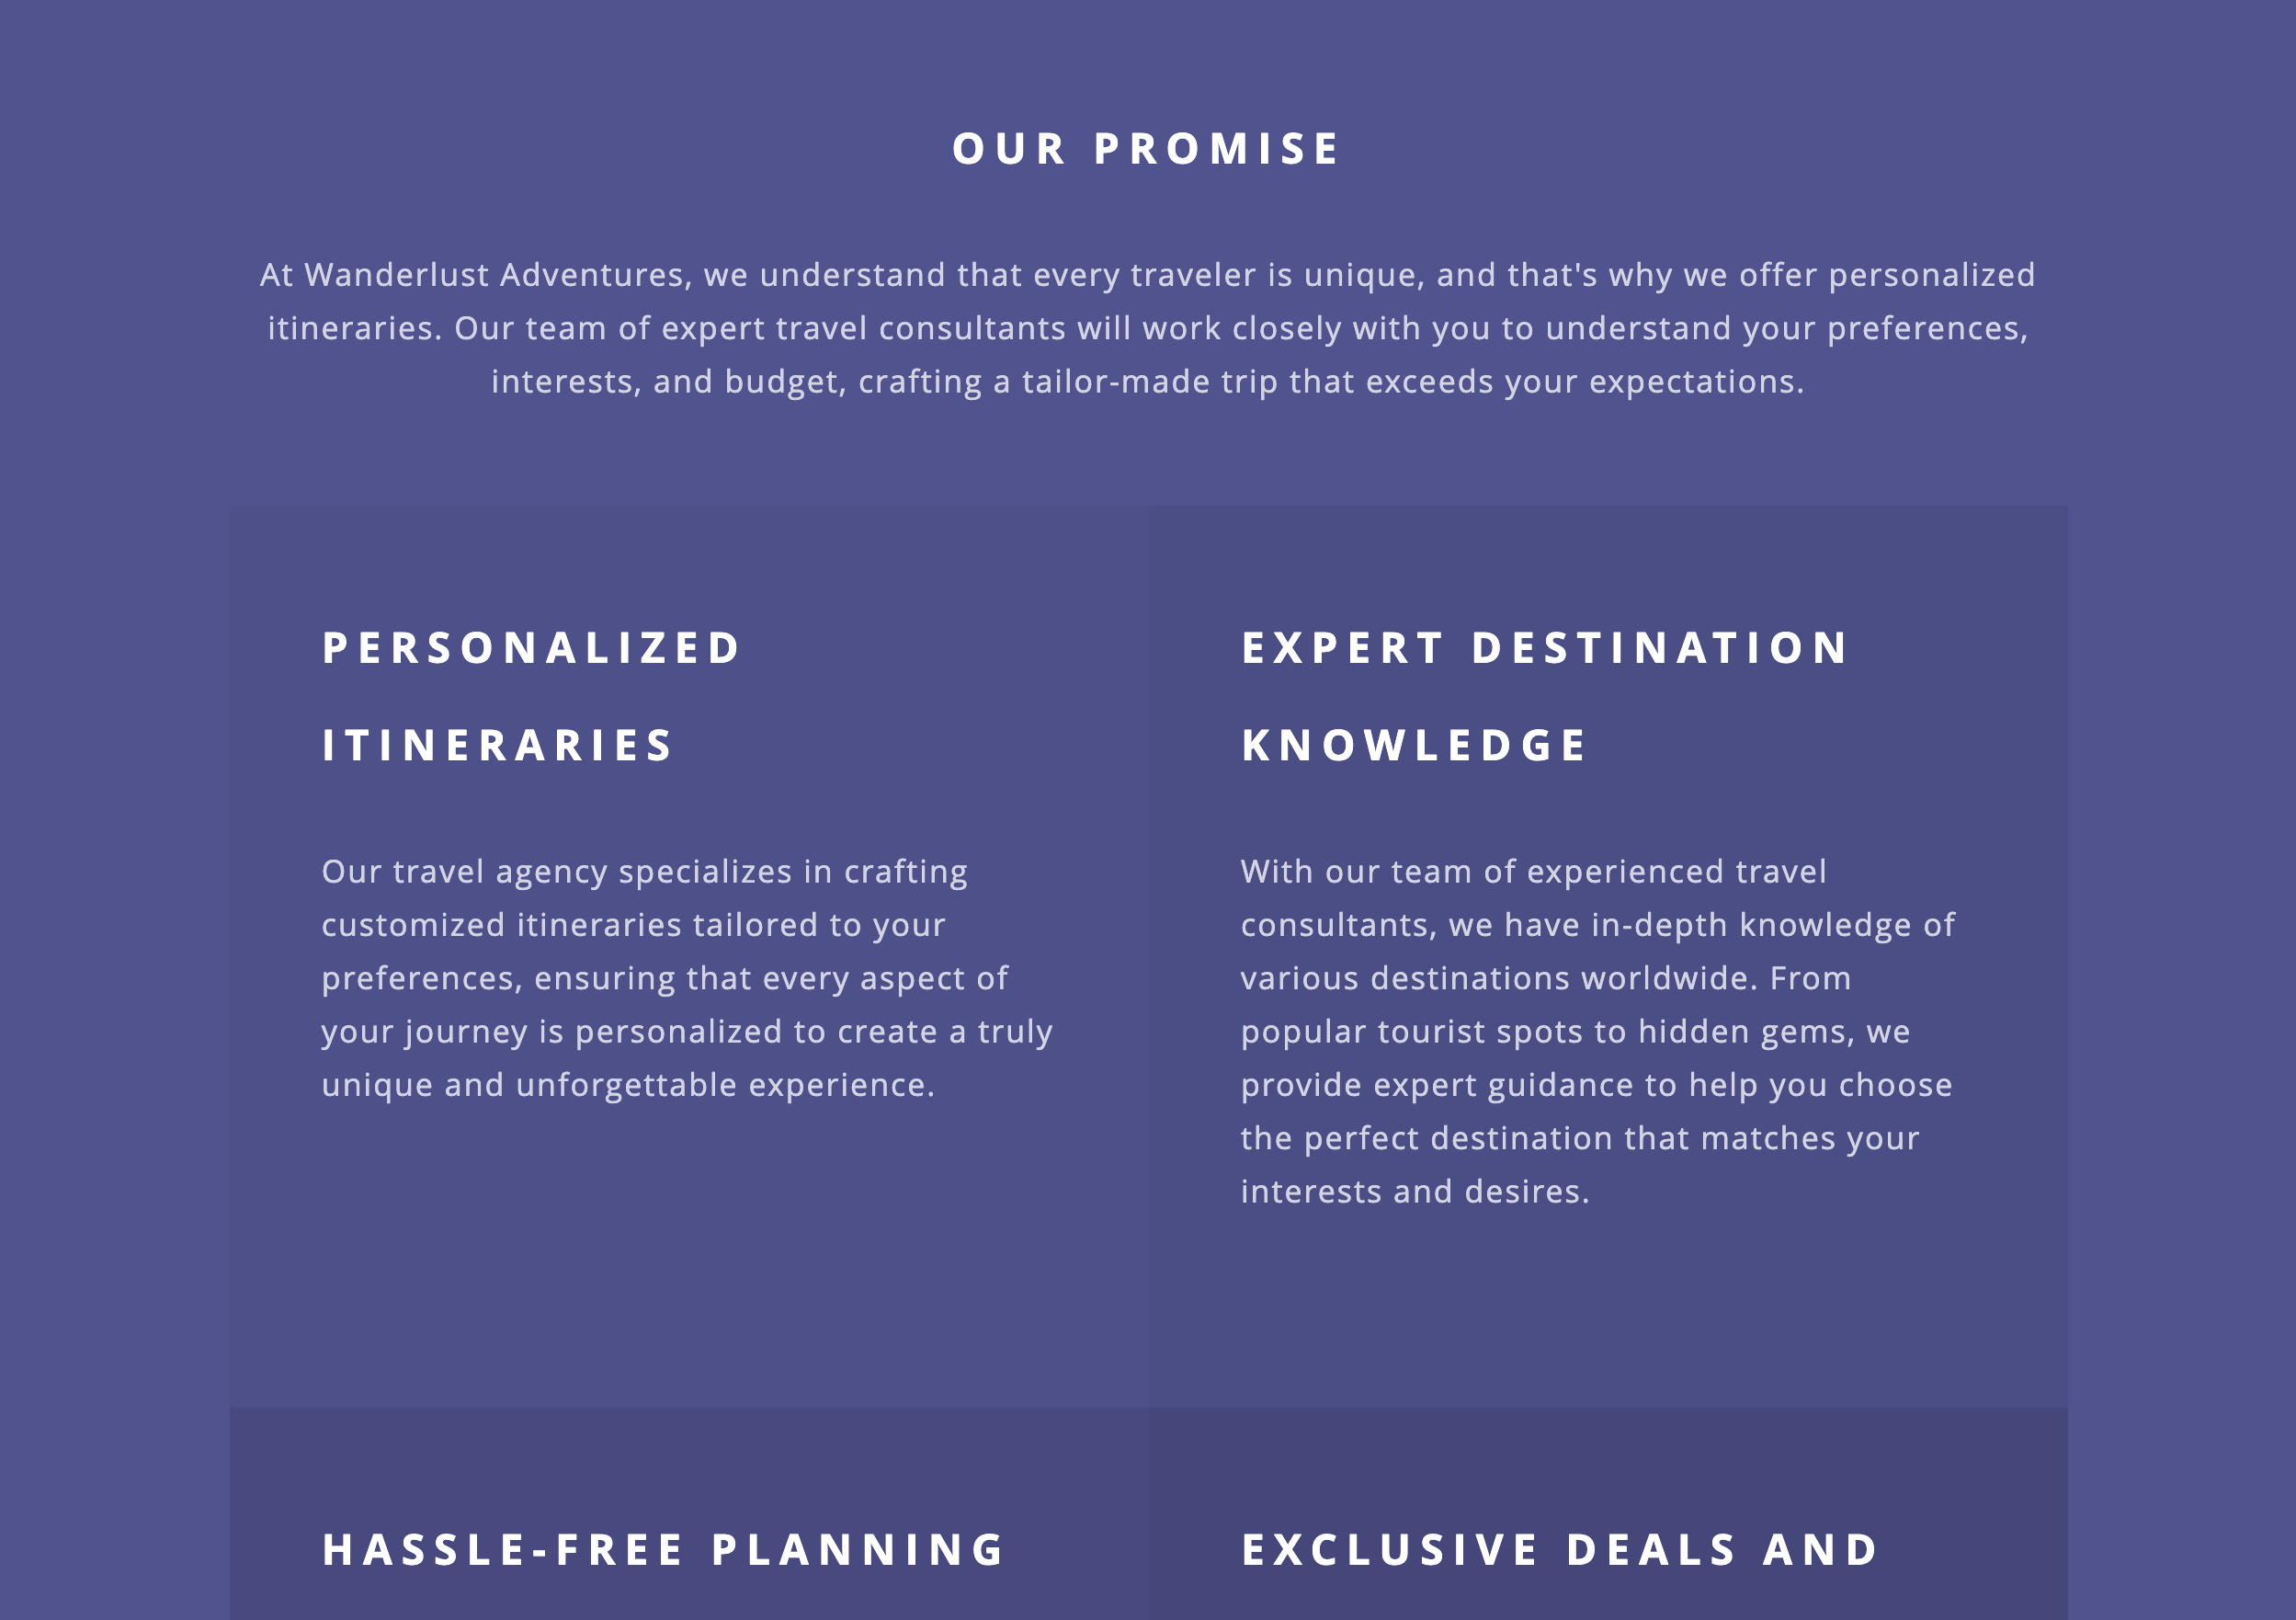 OUR PROMISE
At Wanderlust Adventures, we understand that every traveler is unique, and that's why we offer personalized
itineraries. Our team of expert travel consultants will work closely with you to understand your preferences,
interests, and budget, crafting a tailor-made trip that exceeds your expectations.
PERSONALIZED
ITINERARIES
Our travel agency specializes in crafting
customized itineraries tailored to your
preferences, ensuring that every aspect of
your journey is personalized to create a truly
unique and unforgettable experience.
EXPERT DESTINATION
KNOWLEDGE
With our team of experienced travel
consultants, we have in-depth knowledge of
various destinations worldwide. From
popular tourist spots to hidden gems, we
provide expert guidance to help you choose
the perfect destination that matches your
interests and desires.
HASSLE-FREE PLANNING
EXCLUSIVE DEALS AND